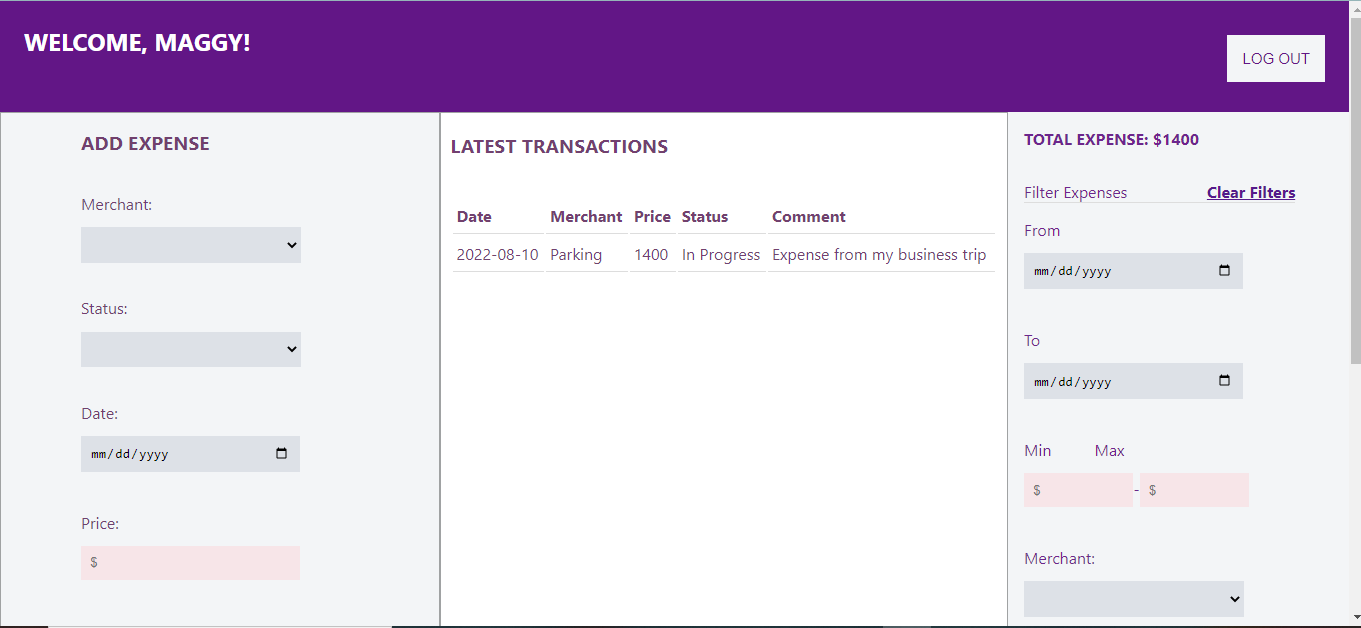 WELCOME, MAGGY!
LOG OUT
ADD EXPENSE
Merchant:
Status:
Date:
mm/dd/yyyy
Price:
$
LATEST TRANSACTIONS
Date Merchant Price Status Comment
2022-08-10 Parking 1400 In Progress Expense from my business trip
TOTAL EXPENSE: $1400
Filter Expenses Clear Filters
From
mm/dd/yyyy
To
mm/dd/yyyy
Min Max
$ - $
Merchant: